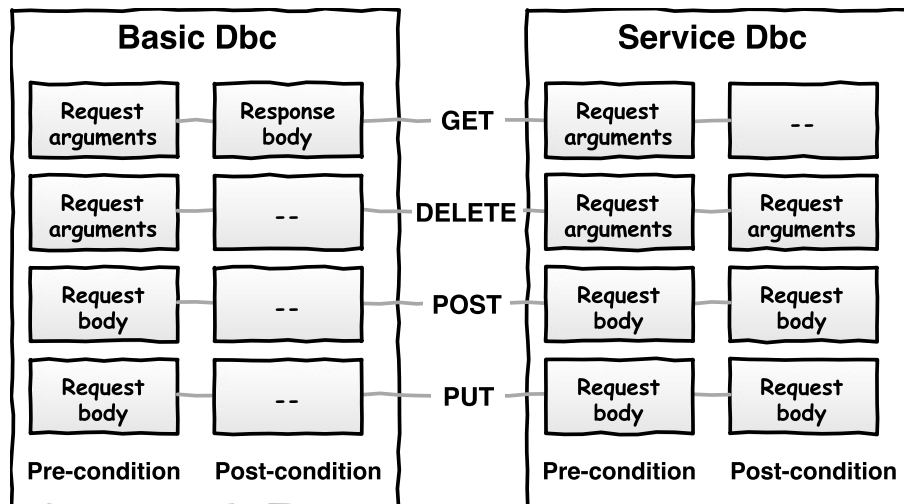 Basic Dbc
Service Dbc
Request
arguments
Response
body
GET
Request
arguments
--
Request
arguments
--
DELETE
Request
arguments
Request
arguments
Request
body
--
POST
Request
body
Request
body
Request
body
--
PUT
Request
body
Request
body
Pre-condition
Post-condition
Pre-condition
Post-condition